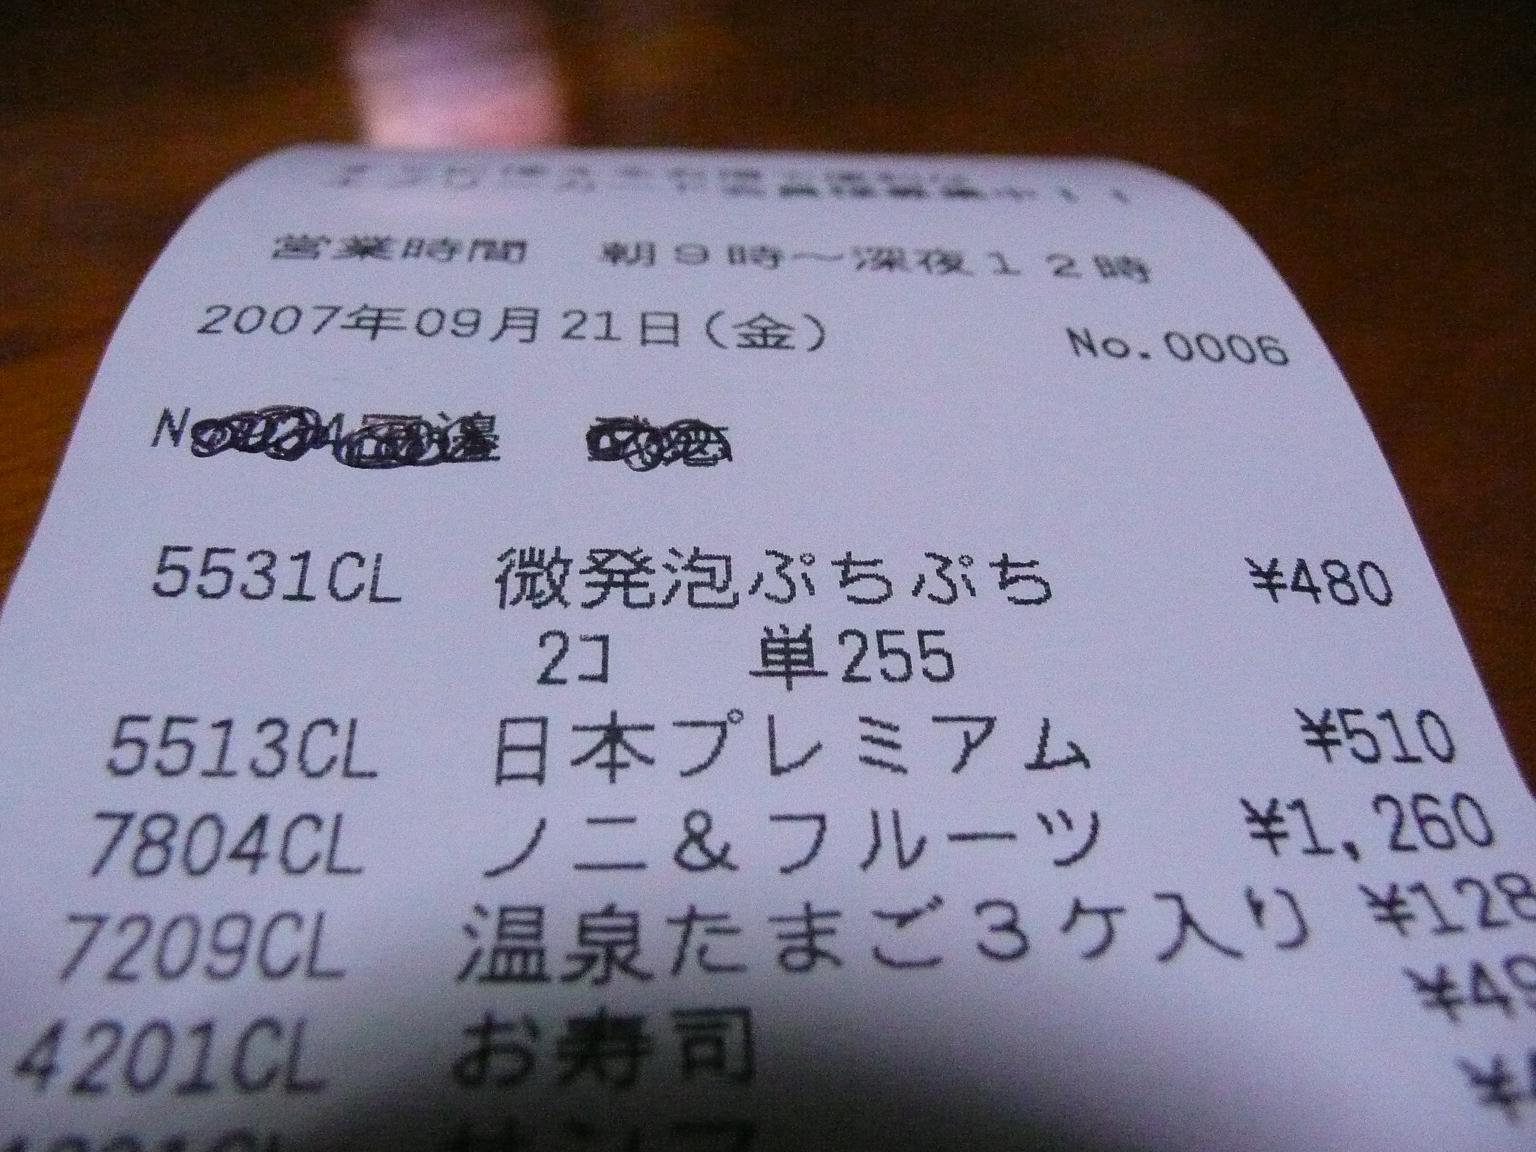 営業時間　朝９時～深夜１２時
2007年09月21日(金)　No.0006
5531CL　微発泡ぷちぷち　¥480
2コ　単255
5513CL　日本プレミアム　¥510
7804CL　ノニ＆フルーツ　¥1,260
7209CL　温泉たまご３ケ入り　¥128
4201CL　お寿司　¥49